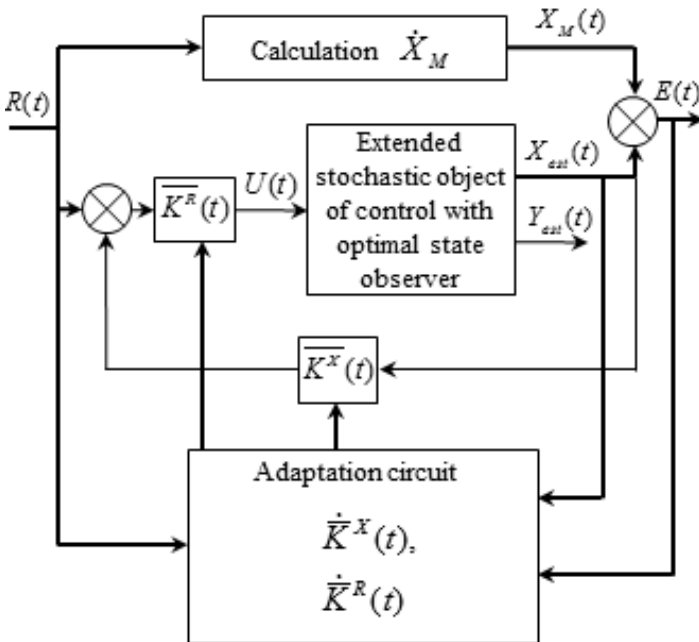 Calculation Ẋ_M
X_M(t)
R(t)
E(t)
Extended
stochastic object
of control with
optimal state
observer
X_est(t)
K̅^R(t)
U(t)
Y_est(t)
K̅^X(t)
Adaptation circuit
K̅̇^X(t),
K̅̇^R(t)